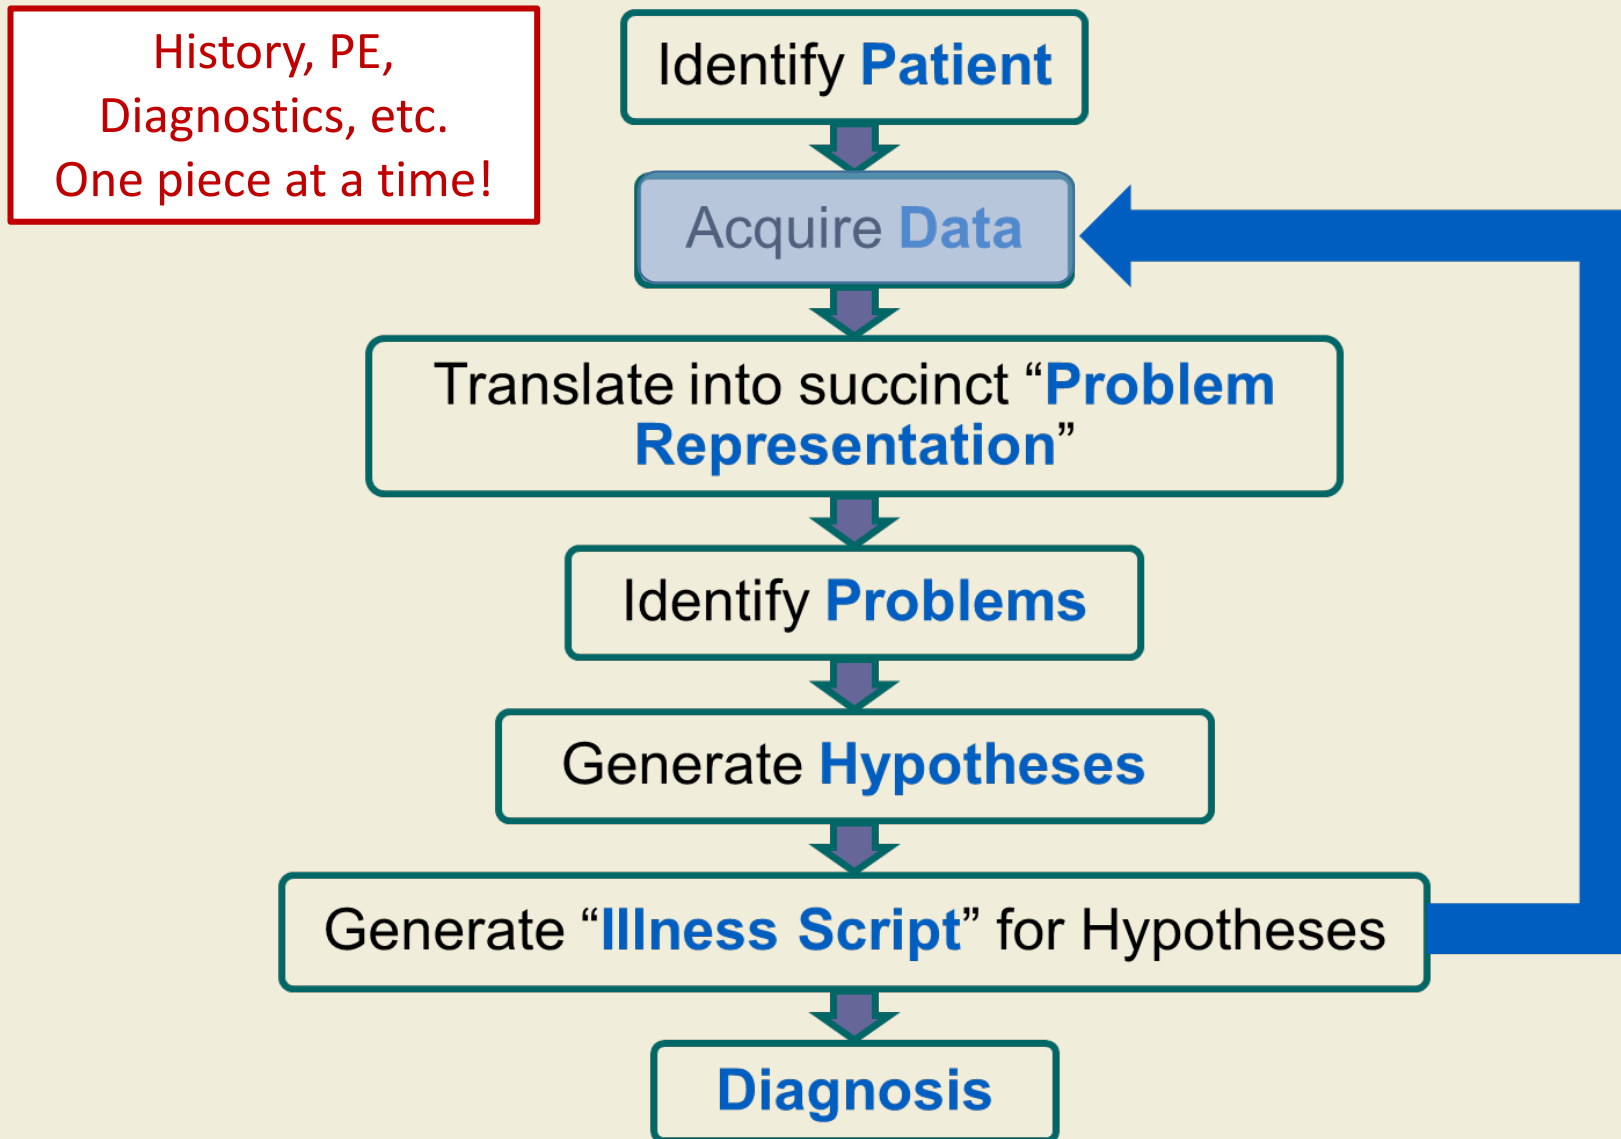 History, PE,
Diagnostics, etc.
One piece at a time!
Identify Patient
Acquire Data
Translate into succinct “Problem
Representation”
Identify Problems
Generate Hypotheses
Generate “Illness Script” for Hypotheses
Diagnosis